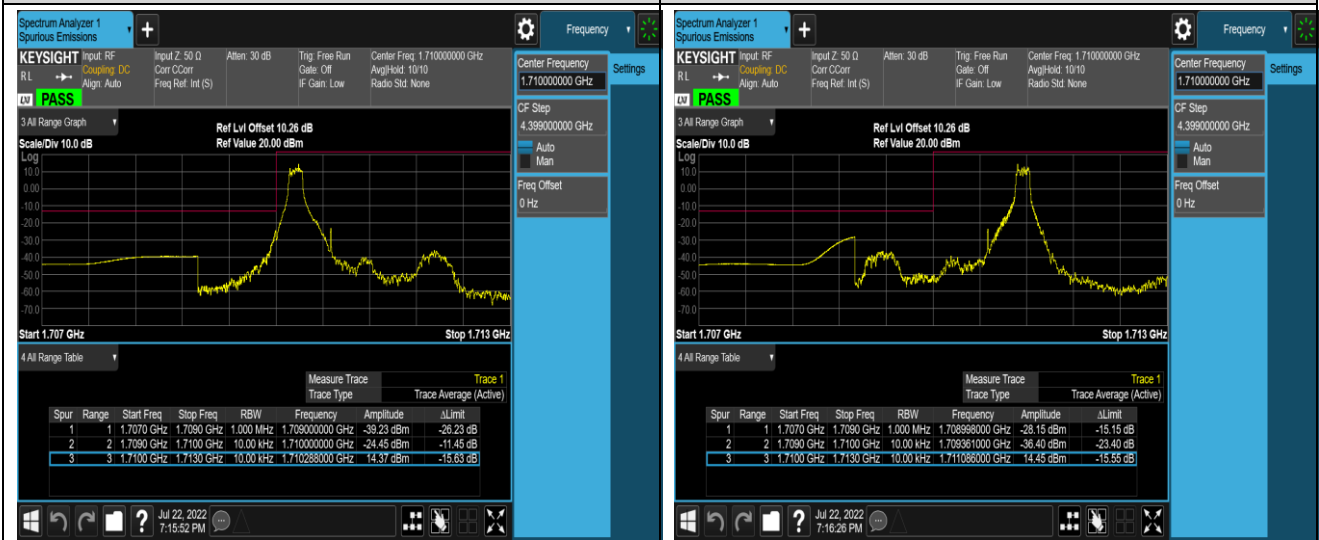 Spectrum Analyzer 1
Spurious Emissions
Frequency
KEYSIGHT Input: RF
Coupling: DC
Align: Auto
Input Z: 50 Ω
Corr CCorr
Freq Ref: Int (S)
Atten: 30 dB
Trig: Free Run
Gate: Off
IF Gain: Low
Center Freq: 1.710000000 GHz
Avg|Hold: 10/10
Radio Std: None
R L
LXI PASS
Center Frequency
1.710000000 GHz
Settings
CF Step
4.399000000 GHz
Auto
Man
Freq Offset
0 Hz
3 All Range Graph
Ref Lvl Offset 10.26 dB
Scale/Div 10.0 dB Ref Value 20.00 dBm
Log
10.0
0.00
-10.0
-20.0
-30.0
-40.0
-50.0
-60.0
-70.0
Start 1.707 GHz Stop 1.713 GHz
4 All Range Table
Measure Trace Trace 1
Trace Type Trace Average (Active)
Spur Range Start Freq Stop Freq RBW Frequency Amplitude ΔLimit
1 1 1.7070 GHz 1.7090 GHz 1.000 MHz 1.709000000 GHz -39.23 dBm -26.23 dB
2 2 1.7090 GHz 1.7100 GHz 10.00 kHz 1.710000000 GHz -24.45 dBm -11.45 dB
3 3 1.7100 GHz 1.7130 GHz 10.00 kHz 1.710288000 GHz 14.37 dBm -15.63 dB
? Jul 22, 2022
7:15:52 PM
Spectrum Analyzer 1
Spurious Emissions
Frequency
KEYSIGHT Input: RF
Coupling: DC
Align: Auto
Input Z: 50 Ω
Corr CCorr
Freq Ref: Int (S)
Atten: 30 dB
Trig: Free Run
Gate: Off
IF Gain: Low
Center Freq: 1.710000000 GHz
Avg|Hold: 10/10
Radio Std: None
R L
LXI PASS
Center Frequency
1.710000000 GHz
Settings
CF Step
4.399000000 GHz
Auto
Man
Freq Offset
0 Hz
3 All Range Graph
Ref Lvl Offset 10.26 dB
Scale/Div 10.0 dB Ref Value 20.00 dBm
Log
10.0
0.00
-10.0
-20.0
-30.0
-40.0
-50.0
-60.0
-70.0
Start 1.707 GHz Stop 1.713 GHz
4 All Range Table
Measure Trace Trace 1
Trace Type Trace Average (Active)
Spur Range Start Freq Stop Freq RBW Frequency Amplitude ΔLimit
1 1 1.7070 GHz 1.7090 GHz 1.000 MHz 1.708998000 GHz -28.15 dBm -15.15 dB
2 2 1.7090 GHz 1.7100 GHz 10.00 kHz 1.709361000 GHz -36.40 dBm -23.40 dB
3 3 1.7100 GHz 1.7130 GHz 10.00 kHz 1.711086000 GHz 14.45 dBm -15.55 dB
? Jul 22, 2022
7:16:26 PM